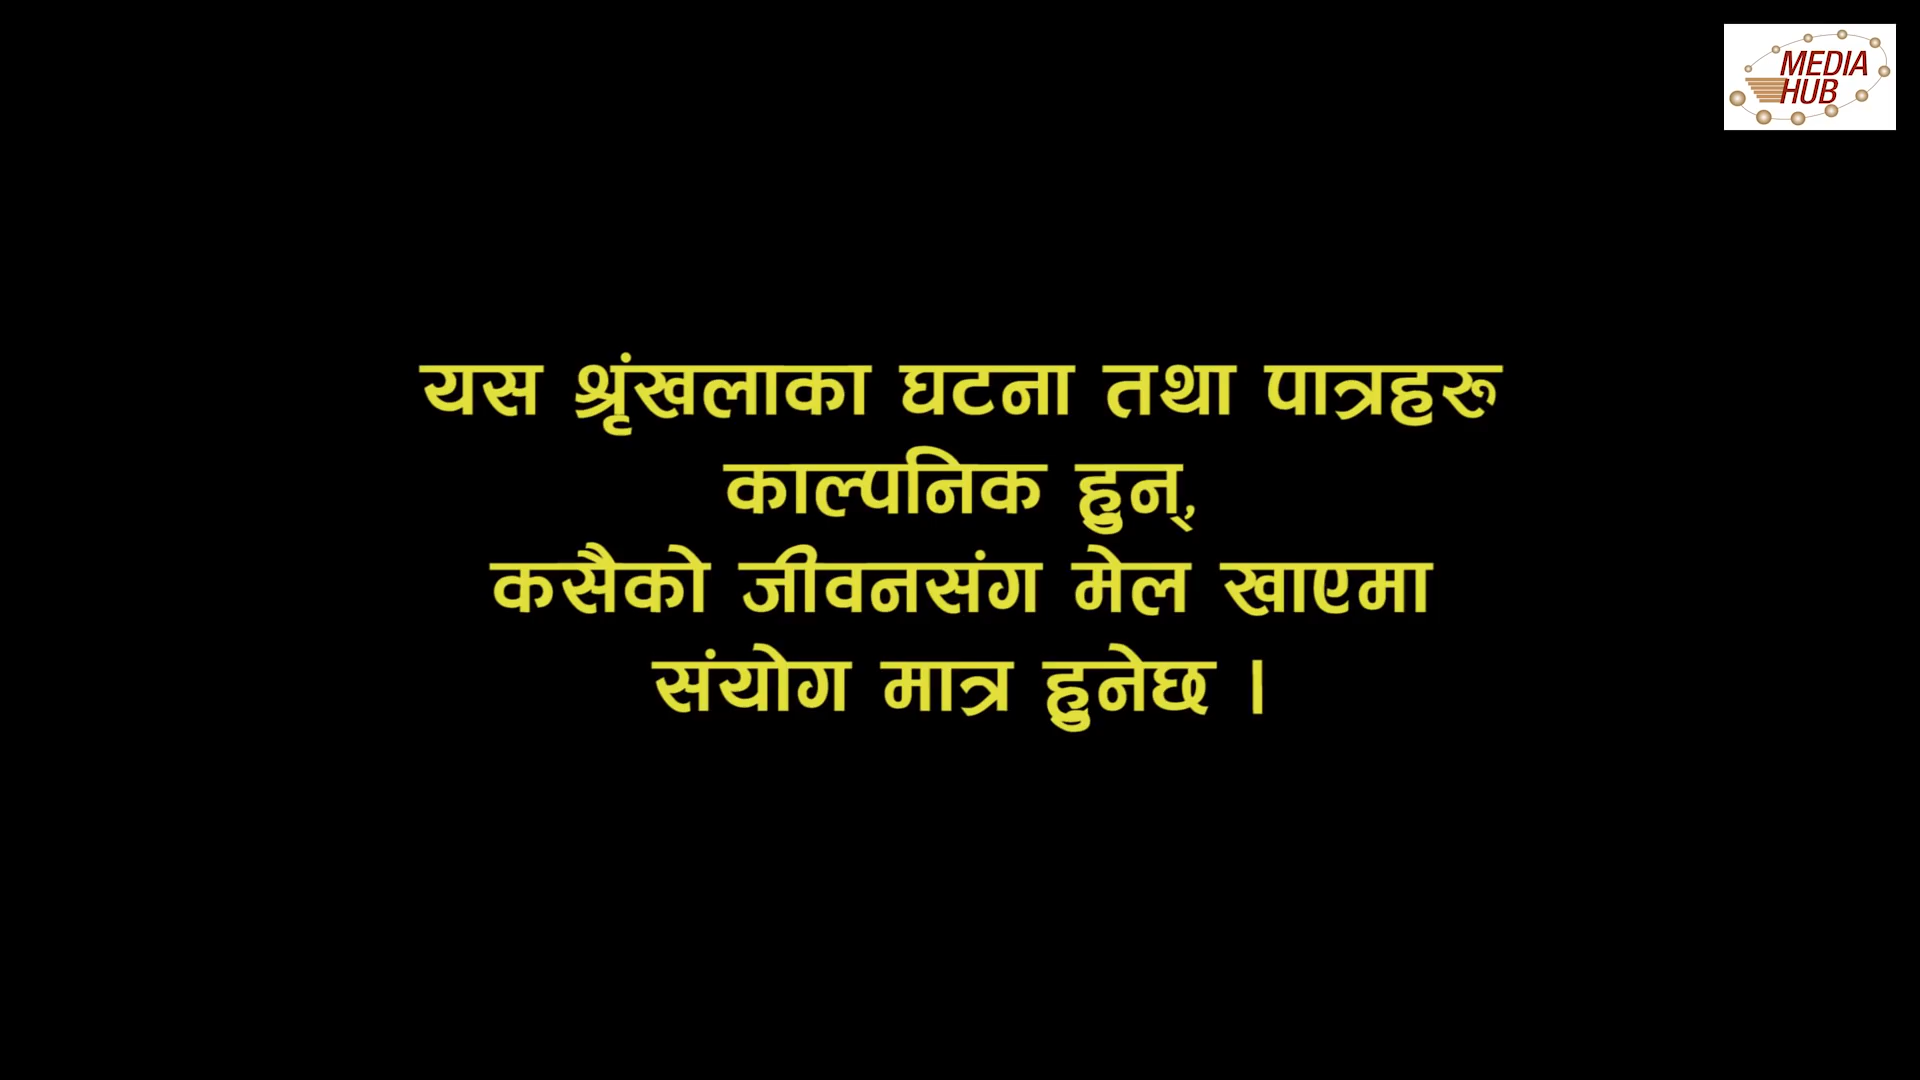 MEDIA
HUB
यस श्रृंखलाका घटना तथा पात्रहरू
काल्पनिक हुन्,
कसैको जीवनसंग मेल खाएमा
संयोग मात्र हुनेछ ।